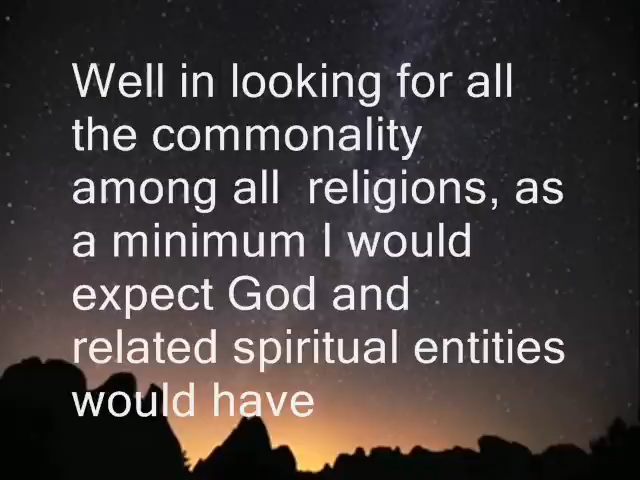 Well in looking for all
the commonality
among all  religions, as
a minimum I would
expect God and
related spiritual entities
would have